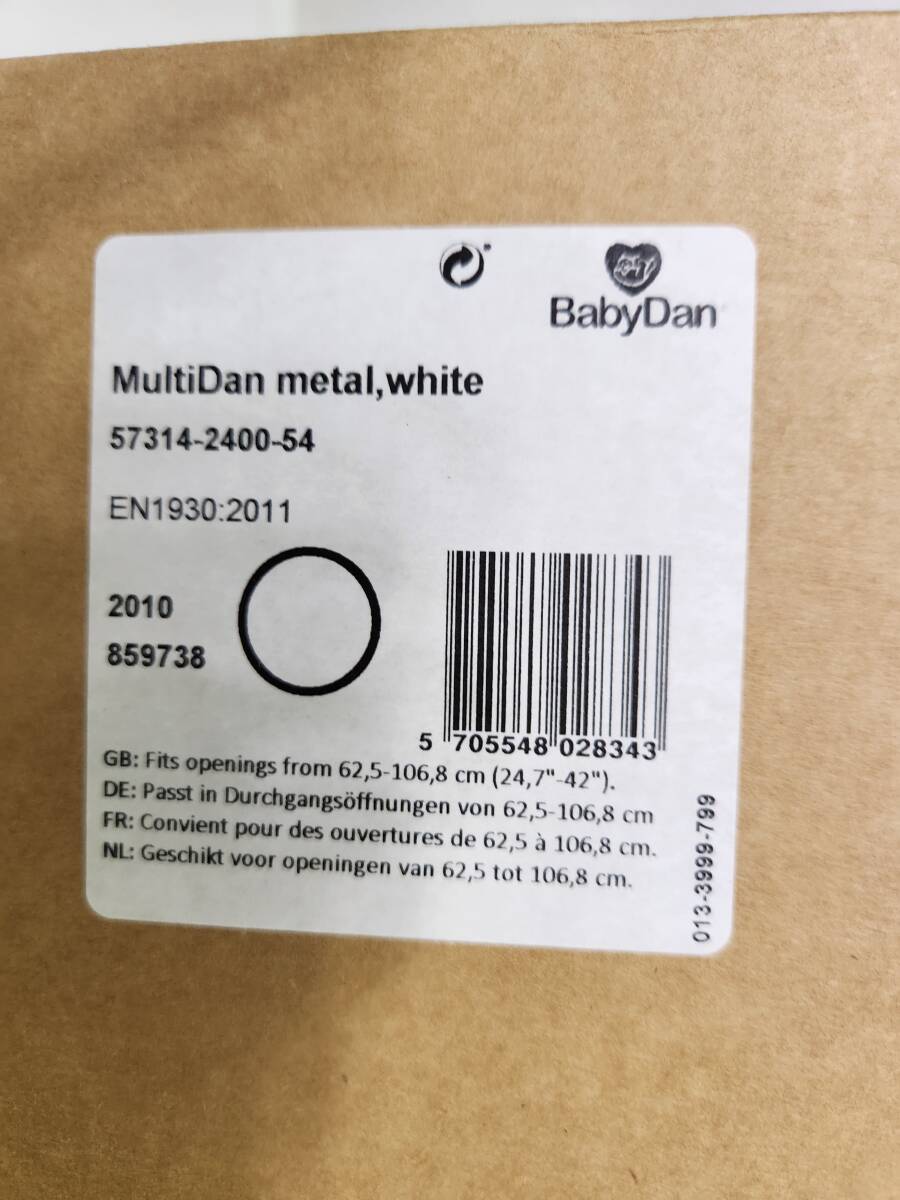 BabyDan
MultiDan metal,white
57314-2400-54
EN1930:2011
2010
859738
5 705548 028343
GB: Fits openings from 62,5-106,8 cm (24,7"-42").
DE: Passt in Durchgangsöffnungen von 62,5-106,8 cm
FR: Convient pour des ouvertures de 62,5 à 106,8 cm.
NL: Geschikt voor openingen van 62,5 tot 106,8 cm.
013-3999-799